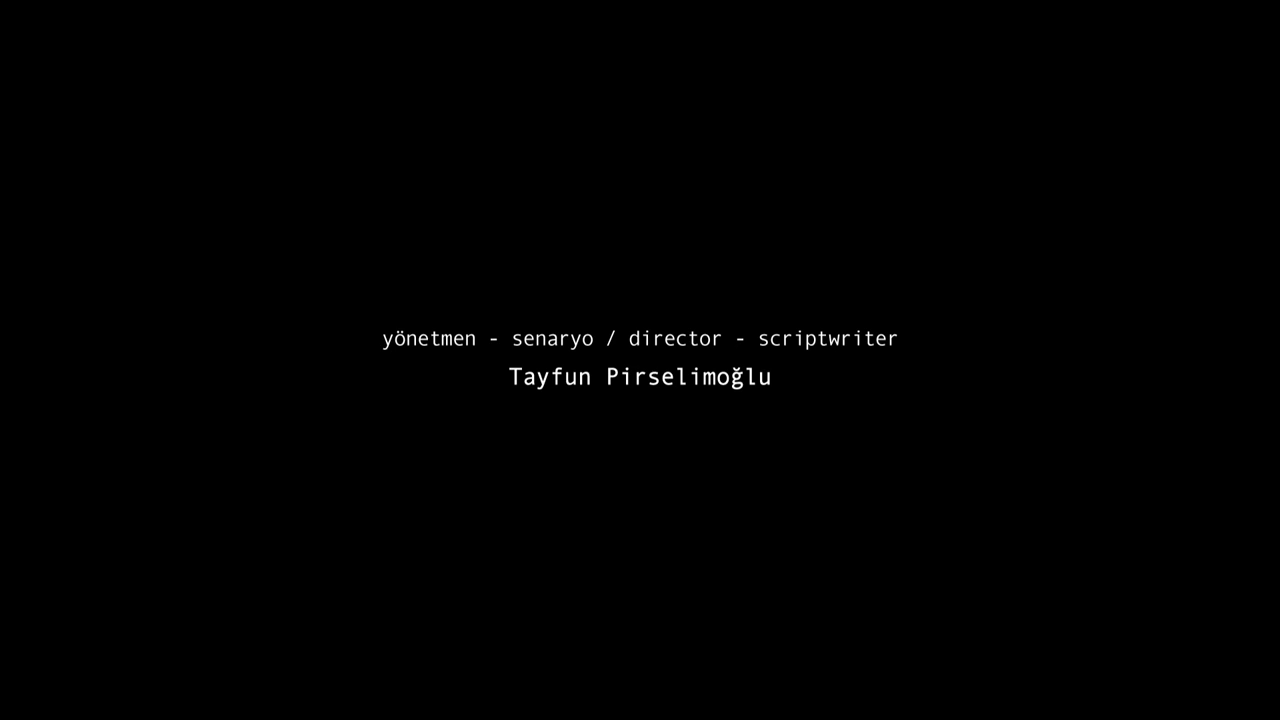 yönetmen - senaryo / director - scriptwriter
Tayfun Pirselimoğlu